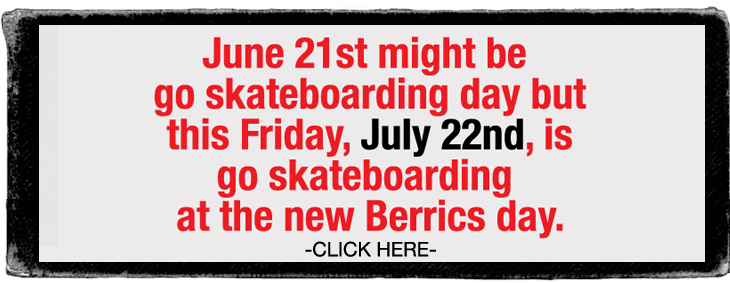 June 21st might be
go skateboarding day but
this Friday, July 22nd, is
go skateboarding
at the new Berrics day.
-CLICK HERE-